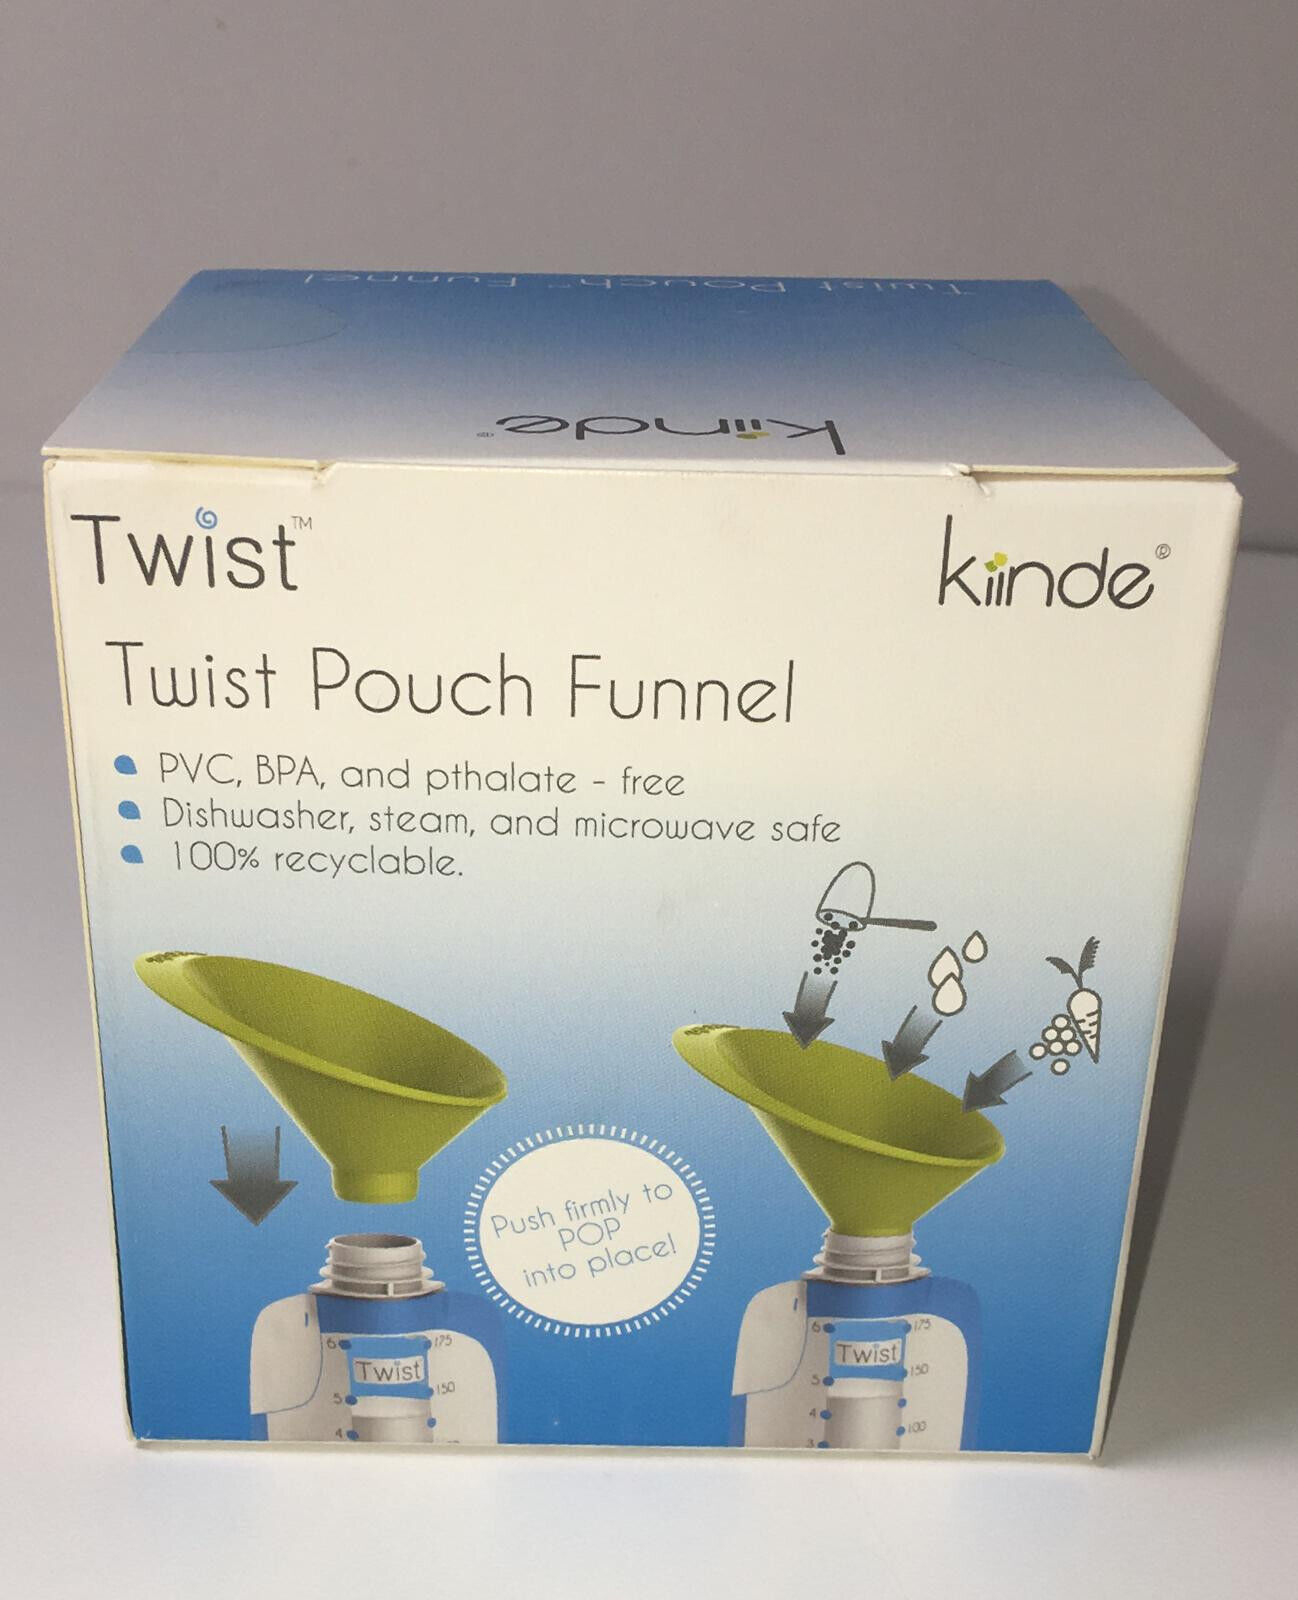 Twist Pouch™ Funnel
kiinde®
Twist™
kiinde®
Twist Pouch Funnel
PVC, BPA, and pthalate - free
Dishwasher, steam, and microwave safe
100% recyclable.
Push firmly to
POP
into place!
6 175
Twist
5 150
4
6 175
Twist
5 150
4
100
3